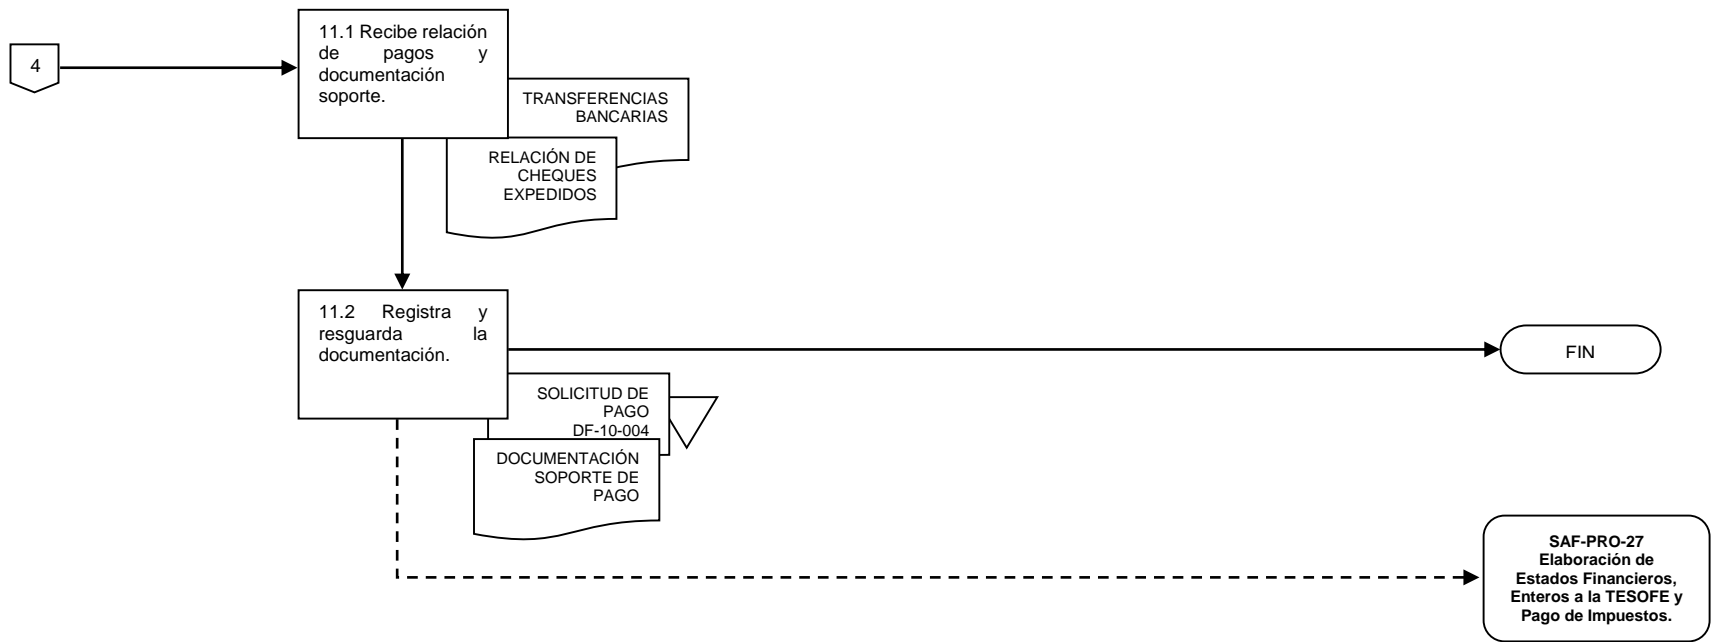 4
11.1 Recibe relación
de pagos y
documentación
soporte.
TRANSFERENCIAS
BANCARIAS
RELACIÓN DE
CHEQUES
EXPEDIDOS
11.2 Registra y
resguarda la
documentación.
FIN
SOLICITUD DE
PAGO
DF-10-004
DOCUMENTACIÓN
SOPORTE DE
PAGO
SAF-PRO-27
Elaboración de
Estados Financieros,
Enteros a la TESOFE y
Pago de Impuestos.